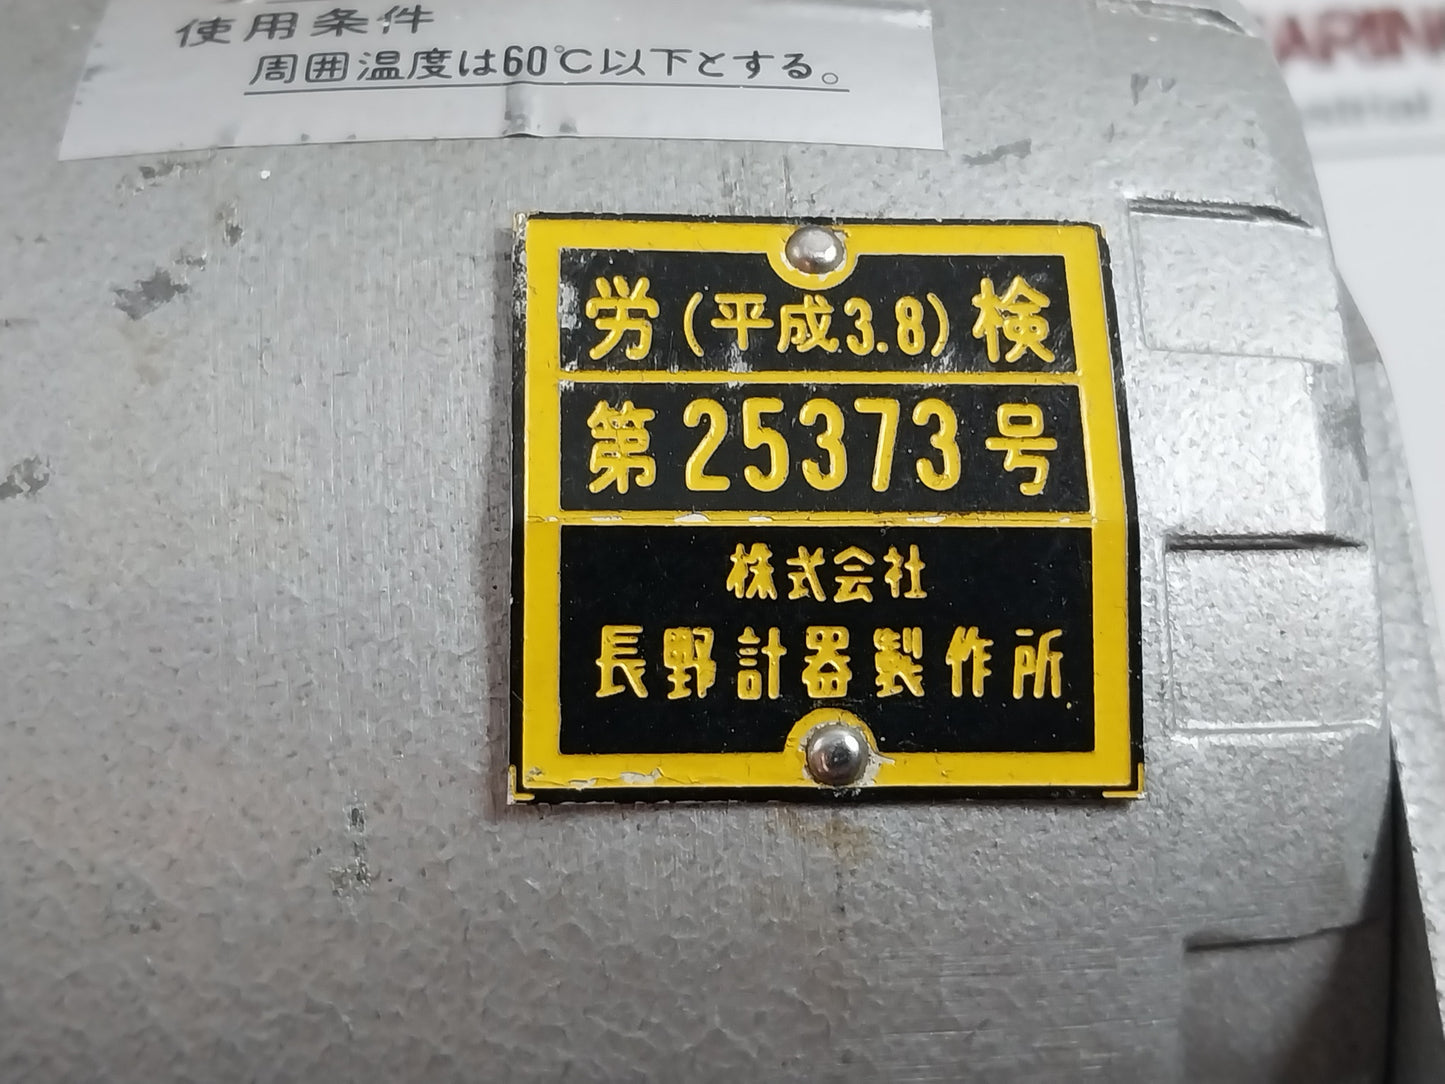 使用条件
周囲温度は60℃以下とする。
労(平成3.8)検
第25373号
株式会社
長野計器製作所